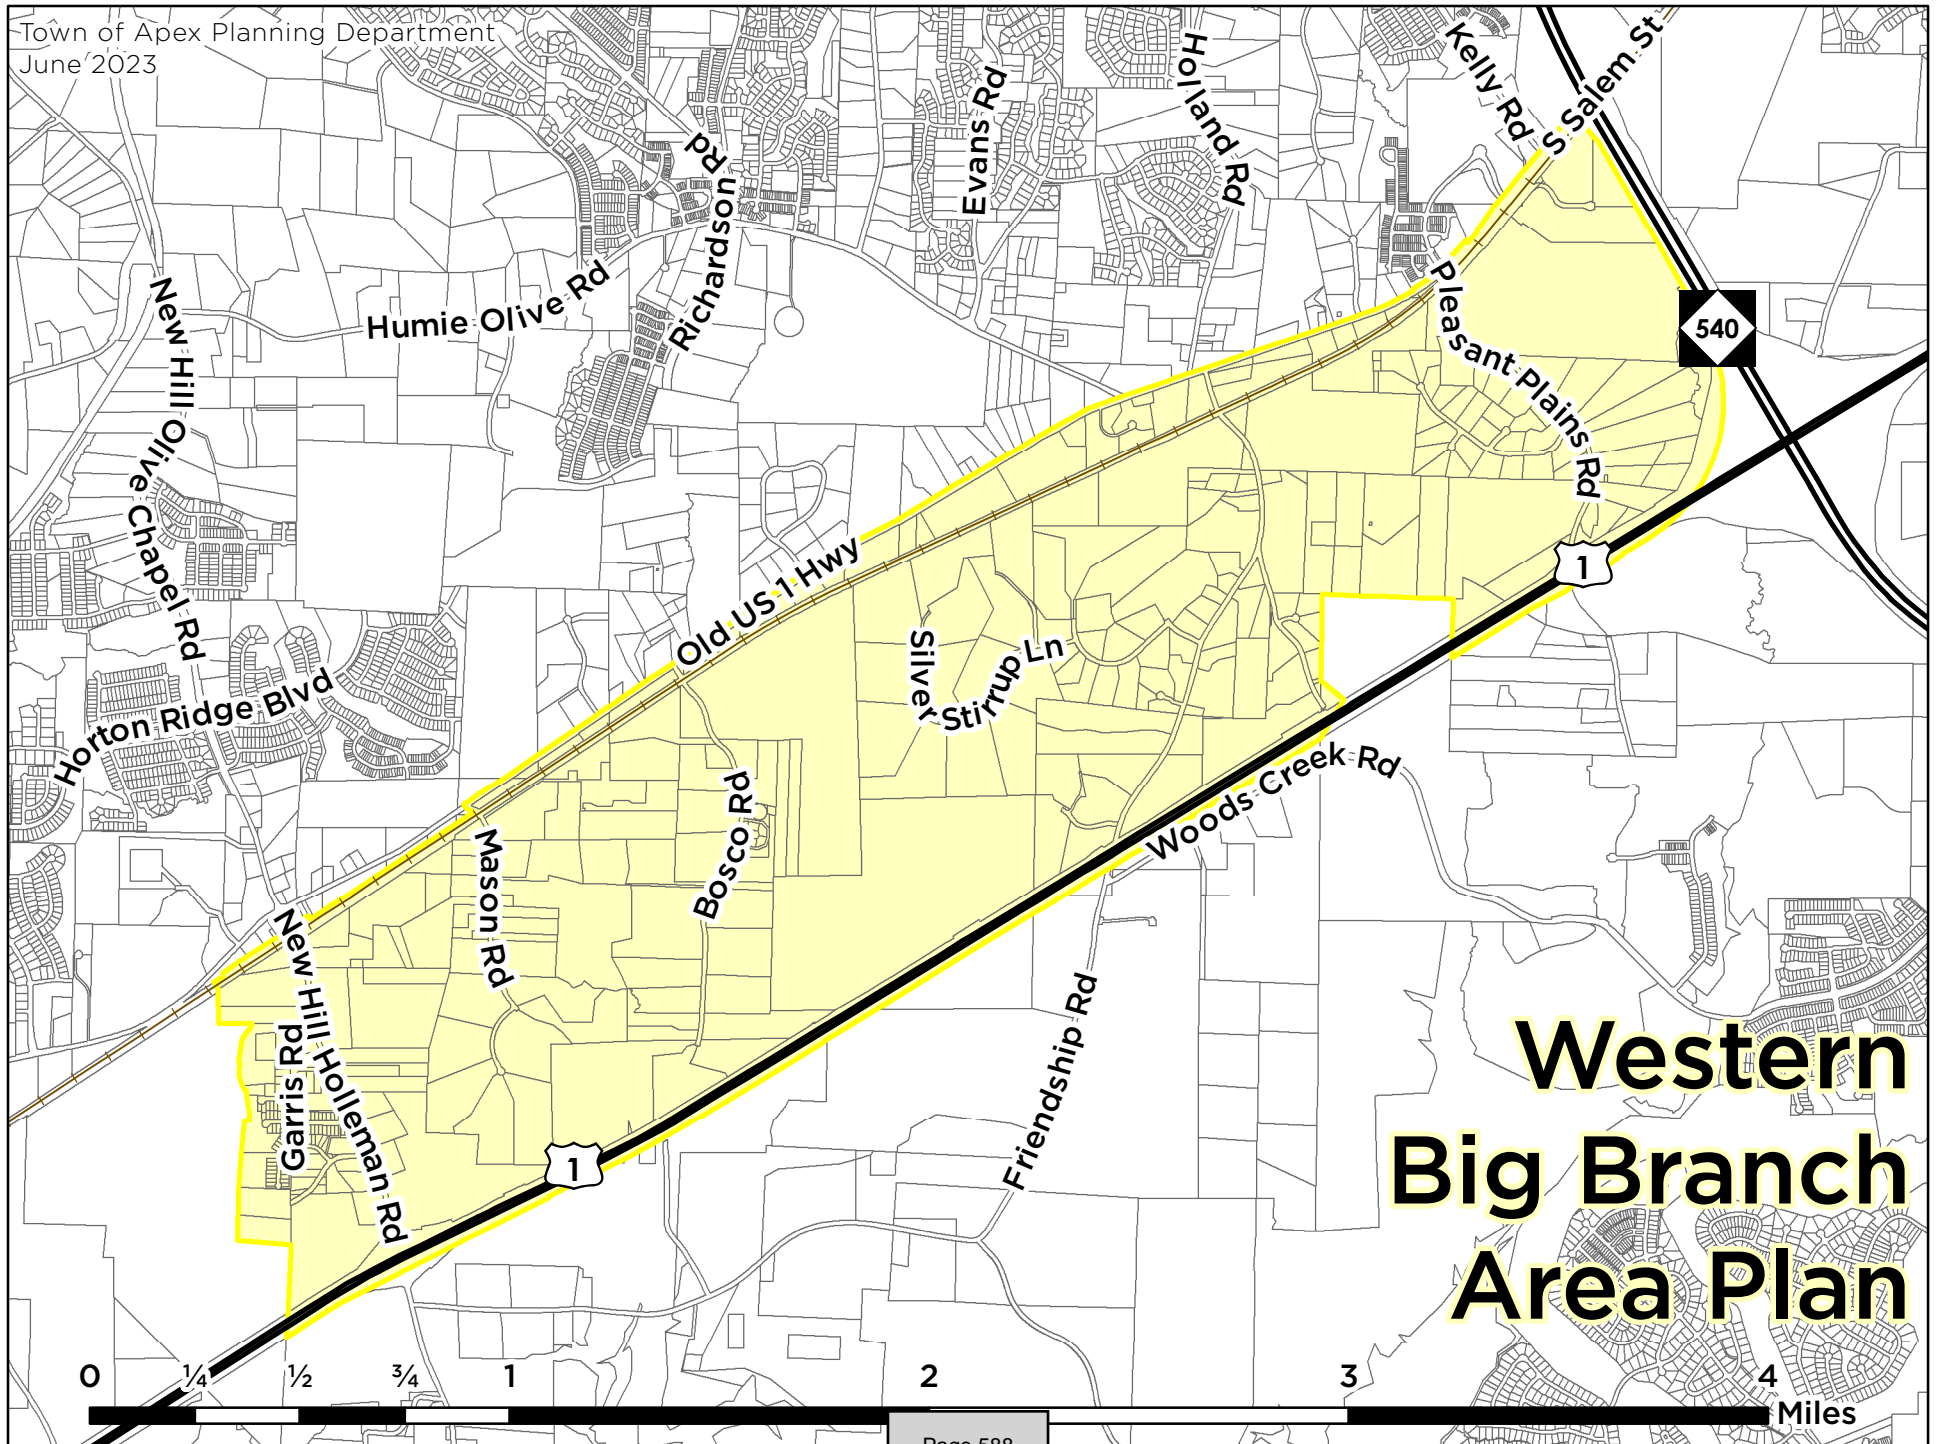 Town of Apex Planning Department
June 2023
Kelly Rd
S Salem St
Holland Rd
Evans Rd
Richardson Rd
Humie Olive Rd
New Hill Olive Chapel Rd
540
Pleasant Plains Rd
1
Old US 1 Hwy
Silver Stirrup Ln
Horton Ridge Blvd
Woods Creek Rd
Bosco Rd
Mason Rd
New Hill Holleman Rd
Garris Rd
Friendship Rd
1
Western
Big Branch
Area Plan
0 ¼ ½ ¾ 1 2 3 4
Miles
Page 588